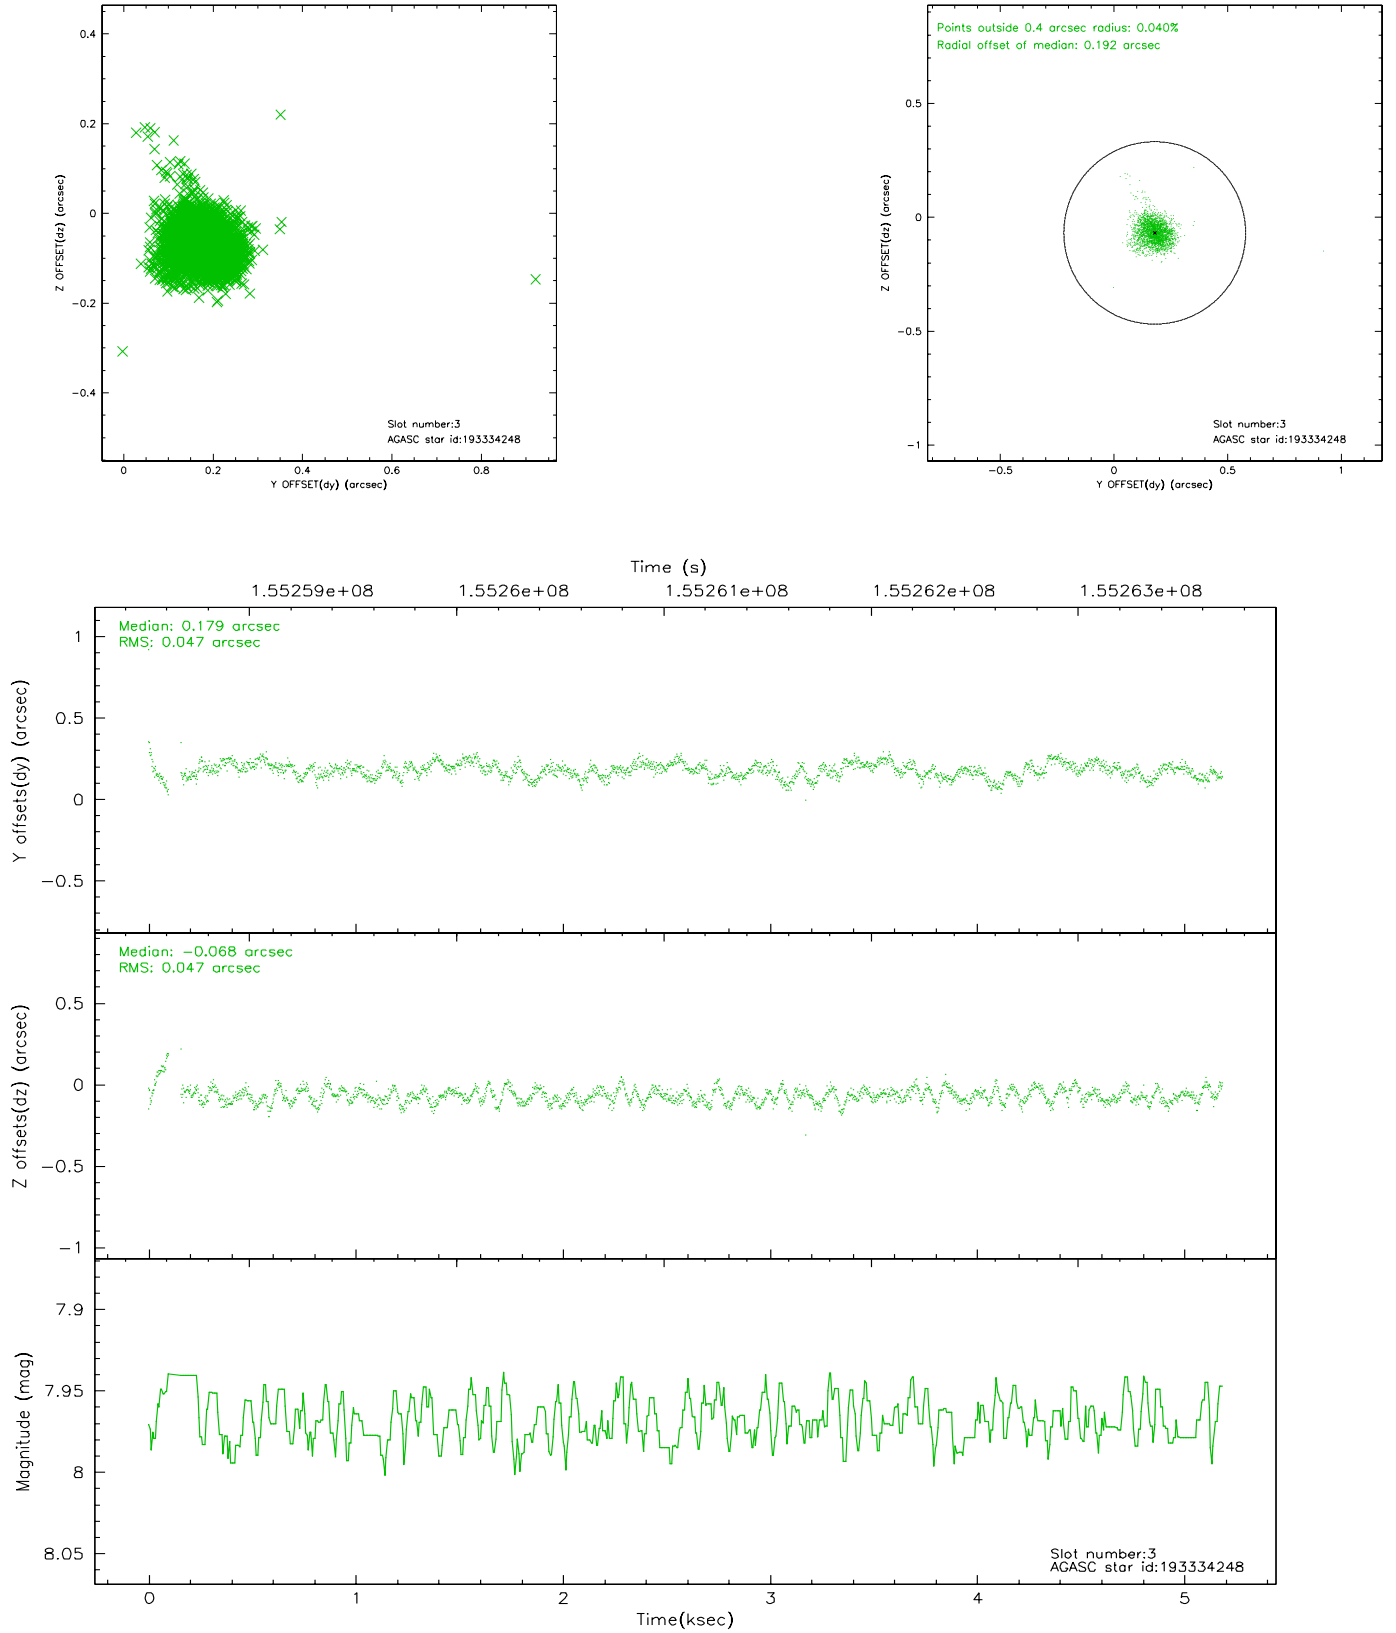 0.4
0.2
0
−0.2
−0.4
Z OFFSET(dz) (arcsec)
Slot number:3
AGASC star id:193334248
0 0.2 0.4 0.6 0.8
Y OFFSET(dy) (arcsec)
Points outside 0.4 arcsec radius: 0.040%
Radial offset of median: 0.192 arcsec
0.5
0
−0.5
−1
Z OFFSET(dz) (arcsec)
Slot number:3
AGASC star id:193334248
−0.5 0 0.5 1
Y OFFSET(dy) (arcsec)
Time (s)
1.55259e+08 1.5526e+08 1.55261e+08 1.55262e+08 1.55263e+08
Median: 0.179 arcsec
RMS: 0.047 arcsec
1
0.5
0
−0.5
Y offsets(dy) (arcsec)
Median: −0.068 arcsec
RMS: 0.047 arcsec
0.5
0
−0.5
−1
Z offsets(dz) (arcsec)
7.9
7.95
8
8.05
Magnitude (mag)
Slot number:3
AGASC star id:193334248
0 1 2 3 4 5
Time(ksec)